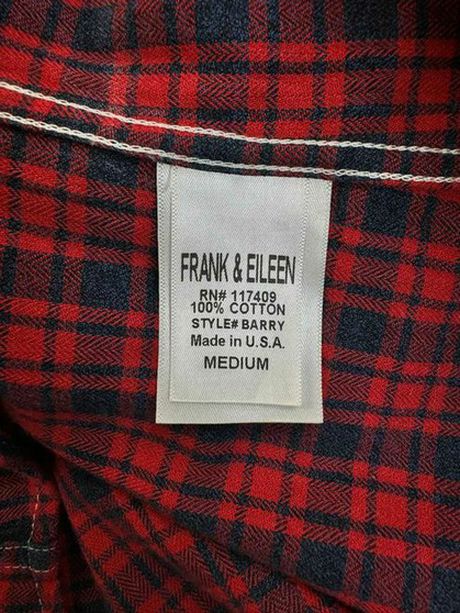 FRANK & EILEEN
RN# 117409
100% COTTON
STYLE# BARRY
Made in U.S.A.
MEDIUM